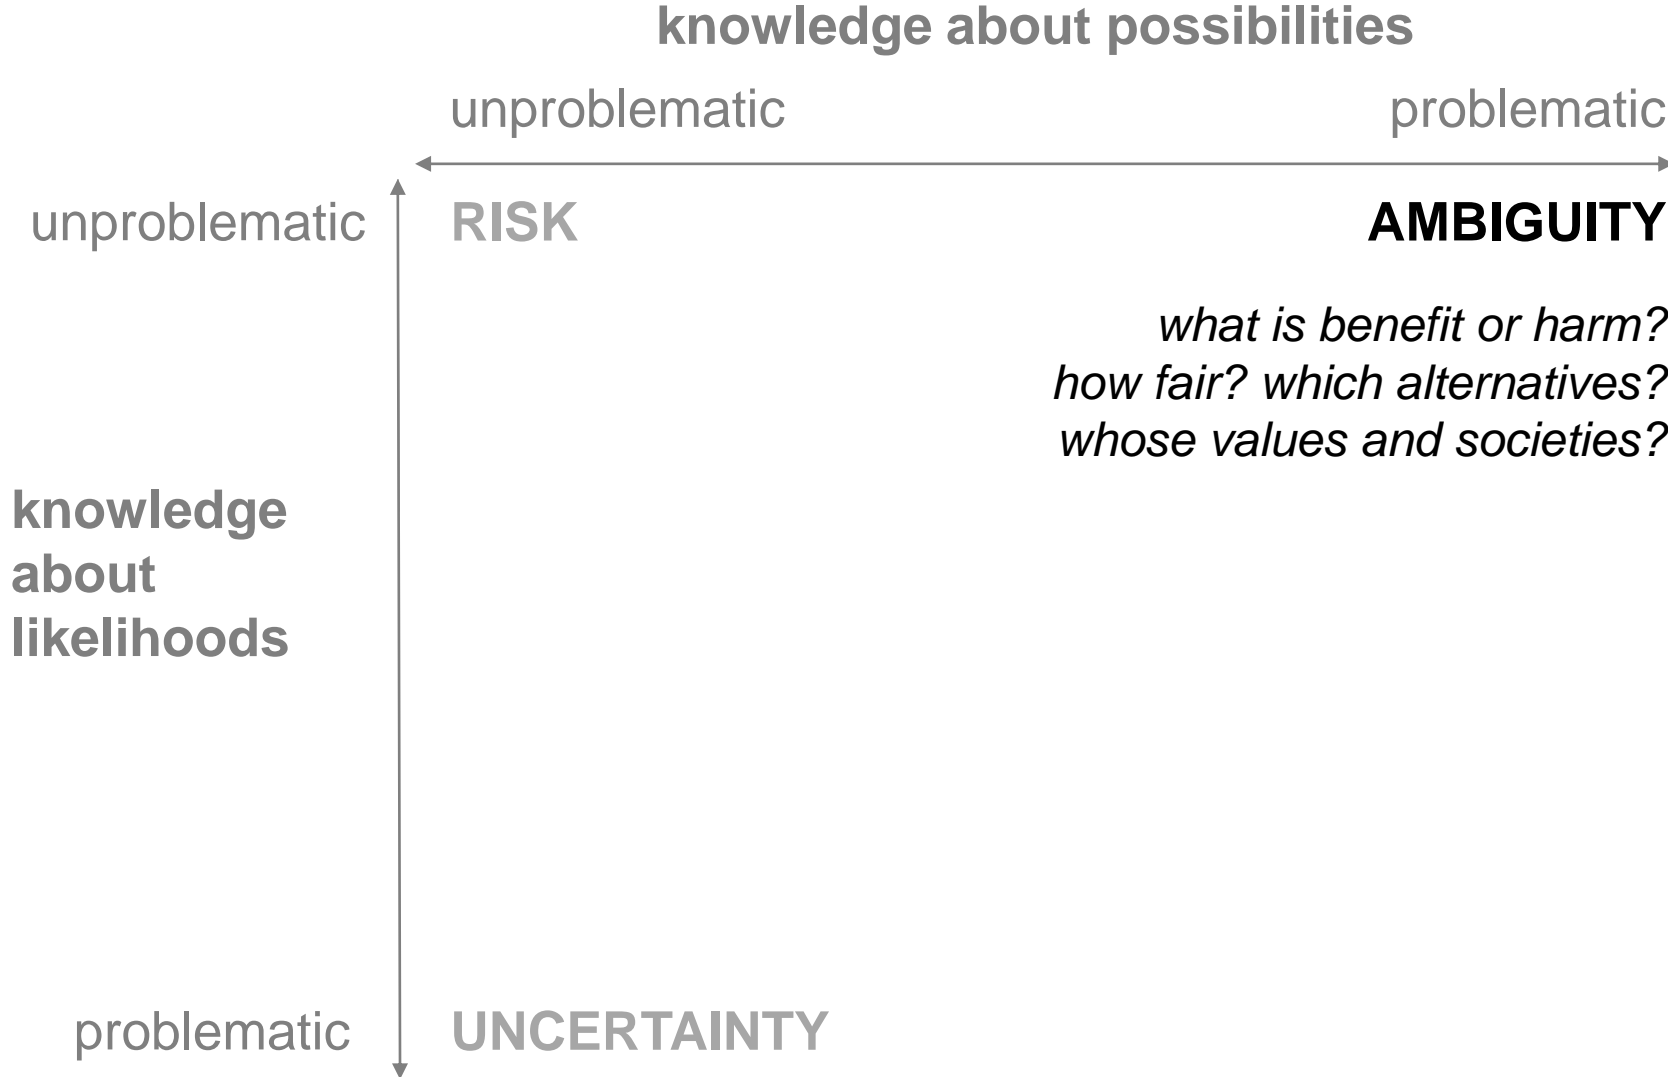 knowledge about possibilities
unproblematic problematic
unproblematic RISK AMBIGUITY
what is benefit or harm?
how fair? which alternatives?
whose values and societies?
knowledge
about
likelihoods
problematic UNCERTAINTY